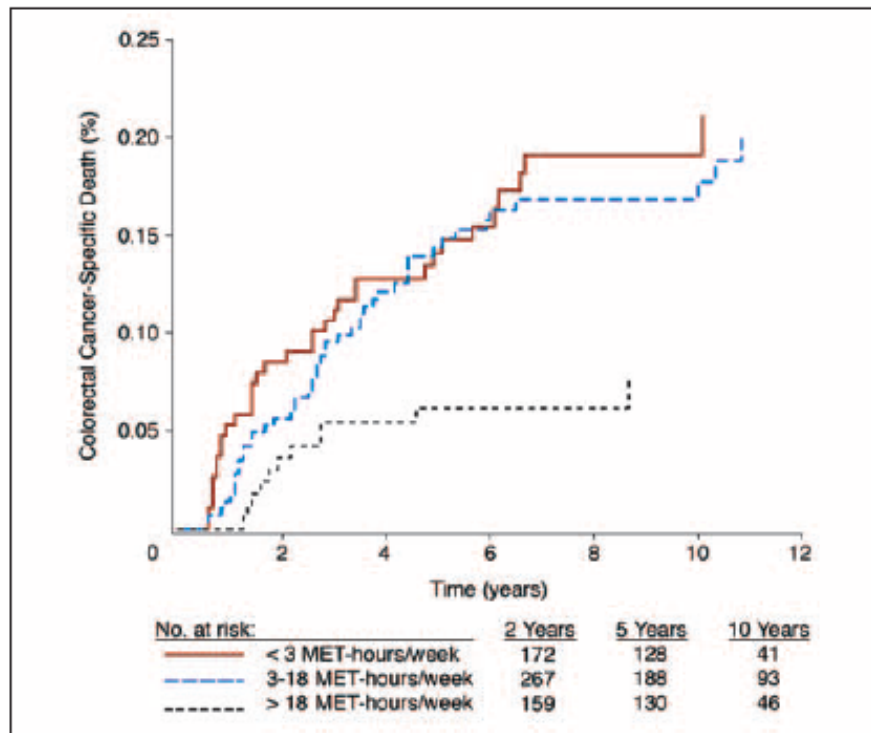 0.25
0.20
0.15
0.10
0.05
Colorectal Cancer-Specific Death (%)
0 2 4 6 8 10 12
Time (years)
No. at risk: 2 Years 5 Years 10 Years
< 3 MET-hours/week 172 128 41
3-18 MET-hours/week 267 188 93
> 18 MET-hours/week 159 130 46